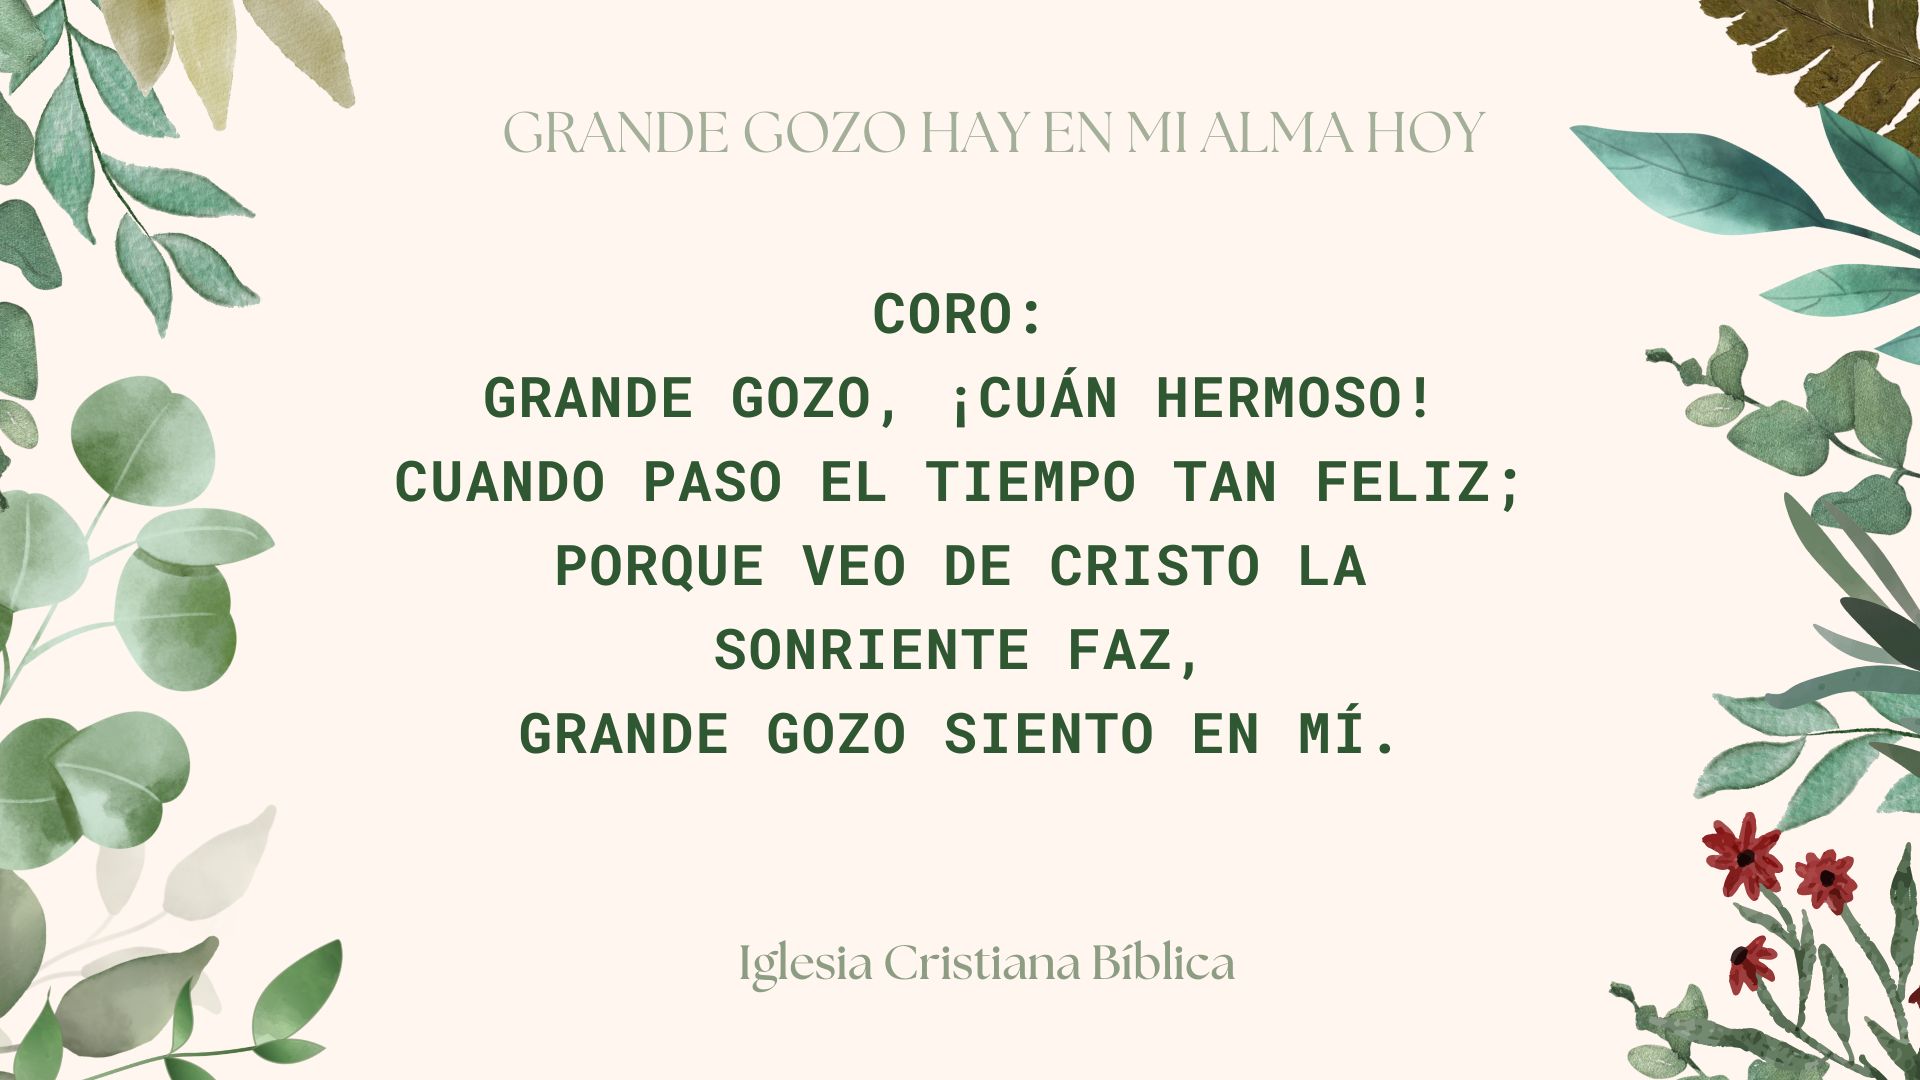 GRANDE GOZO HAY EN MI ALMA HOY
CORO:
GRANDE GOZO, ¡CUÁN HERMOSO!
CUANDO PASO EL TIEMPO TAN FELIZ;
PORQUE VEO DE CRISTO LA
SONRIENTE FAZ,
GRANDE GOZO SIENTO EN MÍ.
Iglesia Cristiana Bíblica